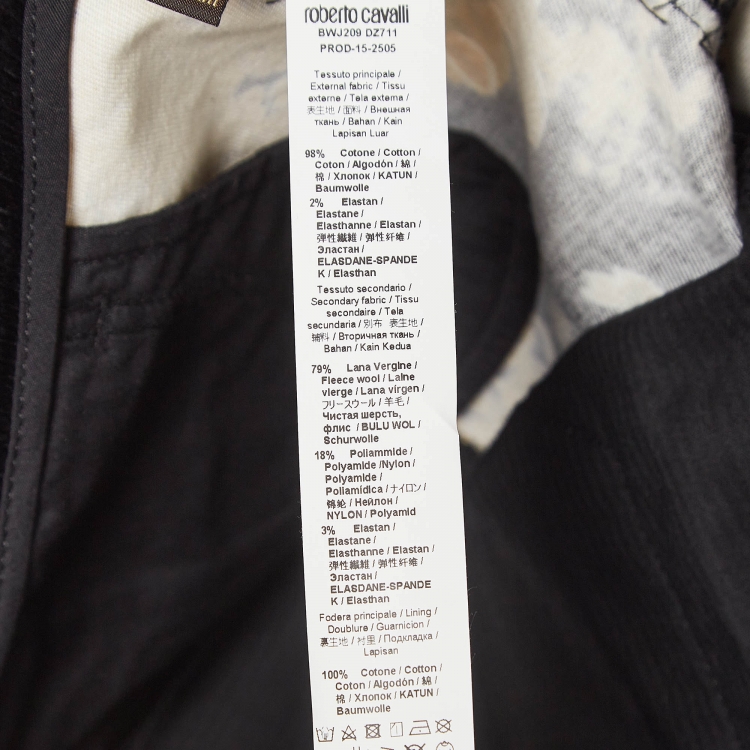 roberto cavalli
BWJ209 DZ711
PROD-15-2505
Tessuto principale /
External fabric / Tissu
externe / Tela externa /
表生地 / 面料 / Внешняя
ткань / Bahan / Kain
Lapisan Luar
98% Cotone / Cotton /
Coton / Algodón / 綿 /
棉 / Хлопок / KATUN /
Baumwolle
2% Elastan /
Elastane /
Elasthanne / Elastan /
弾性繊維 / 弹性纤维 /
Эластан /
ELASDANE-SPANDE
K / Elasthan
Tessuto secondario /
Secondary fabric / Tissu
secondaire / Tela
secundaria / 別布 表生地 /
辅料 / Вторичная ткань /
Bahan / Kain Kedua
79% Lana Vergine /
Fleece wool / Laine
vierge / Lana virgen /
フリースウール / 羊毛 /
Чистая шерсть,
флис / BULU WOL /
Schurwolle
18% Poliammide /
Polyamide /Nylon /
Polyamide /
Poliamídica / ナイロン /
锦纶 / Нейлон /
NYLON / Polyamid
3% Elastan /
Elastane /
Elasthanne / Elastan /
弾性繊維 / 弹性纤维 /
Эластан /
ELASDANE-SPANDE
K / Elasthan
Fodera principale / Lining /
Doublure / Guarnicion /
裏生地 / 衬里 / Подкладка /
Lapisan
100% Cotone / Cotton /
Coton / Algodón / 綿 /
棉 / Хлопок / KATUN /
Baumwolle